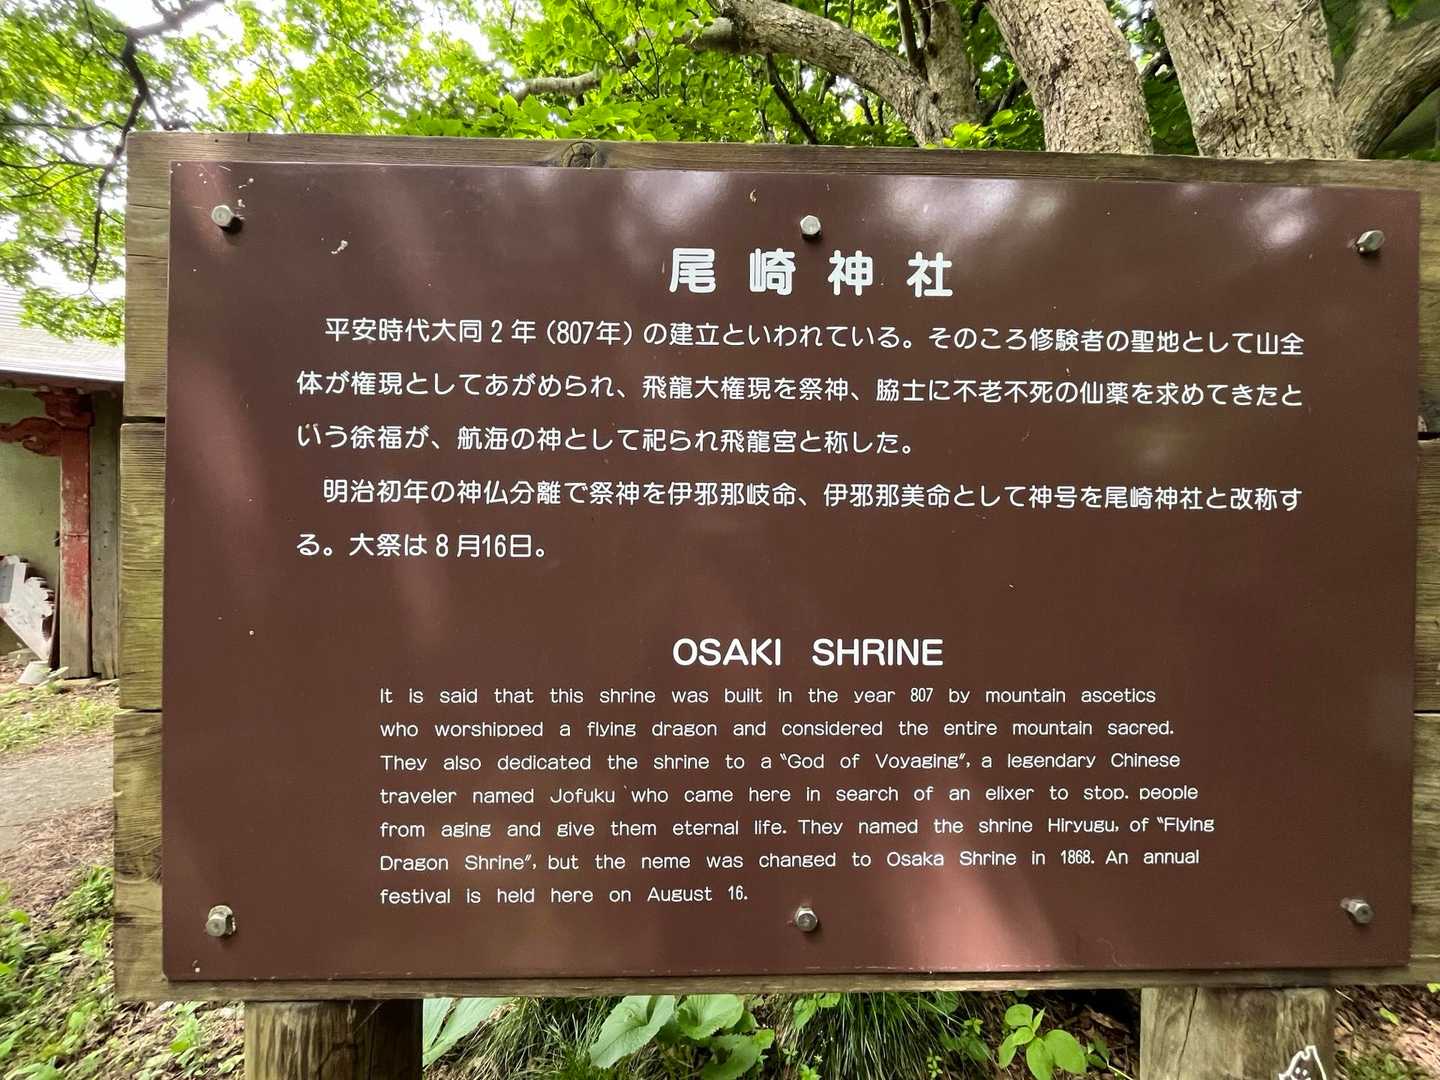 尾崎神社
平安時代大同2年（807年）の建立といわれている。そのころ修験者の聖地として山全
体が権現としてあがめられ、飛龍大権現を祭神、脇士に不老不死の仙薬を求めてきたと
いう徐福が、航海の神として祀られ飛龍宮と称した。
明治初年の神仏分離で祭神を伊邪那岐命、伊邪那美命として神号を尾崎神社と改称す
る。大祭は8月16日。
OSAKI SHRINE
It is said that this shrine was built in the year 807 by mountain ascetics
who worshipped a flying dragon and considered the entire mountain sacred.
They also dedicated the shrine to a "God of Voyaging", a legendary Chinese
traveler named Jofuku `who came here in search of an elixer to stop. people
from aging and give them eternal life. They named the shrine Hiryugu, of "Flying
Dragon Shrine", but the neme was changed to Osaka Shrine in 1868. An annual
festival is held here on August 16.